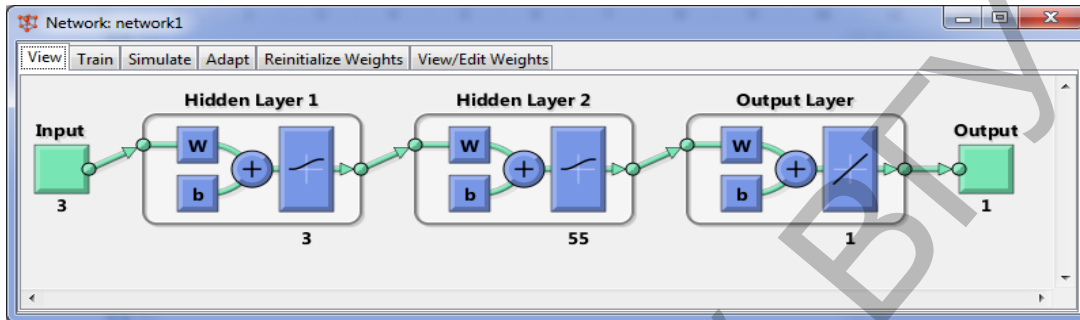 Network: network1
View Train Simulate Adapt Reinitialize Weights View/Edit Weights
Hidden Layer 1 Hidden Layer 2 Output Layer
Input Output
W W W
b b b
3 1
3 55 1
БГУ